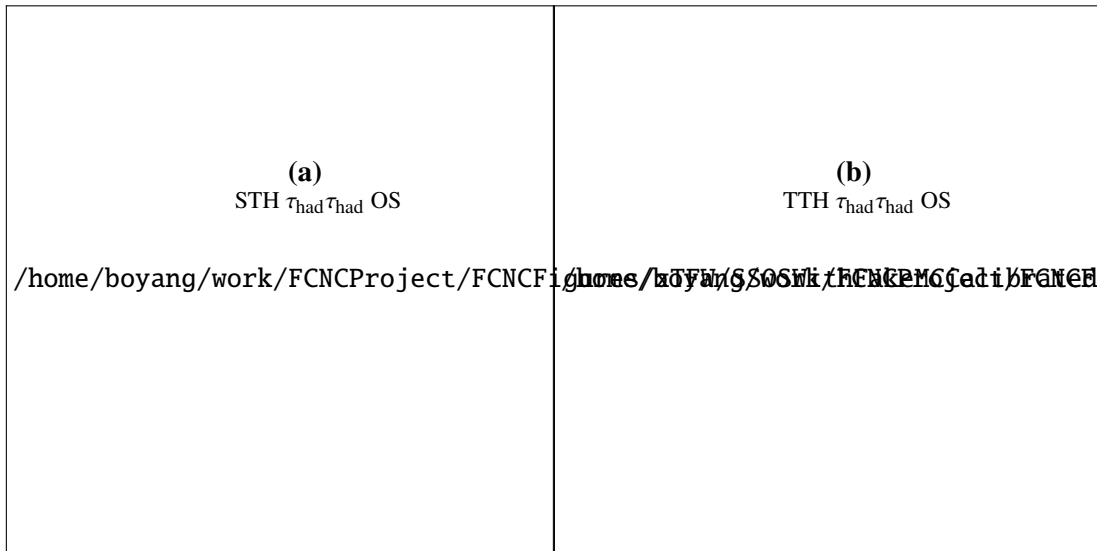 (a)
STH τhadτhad OS
(b)
TTH τhadτhad OS
/home/boyang/work/FCNCProject/FCNCFi